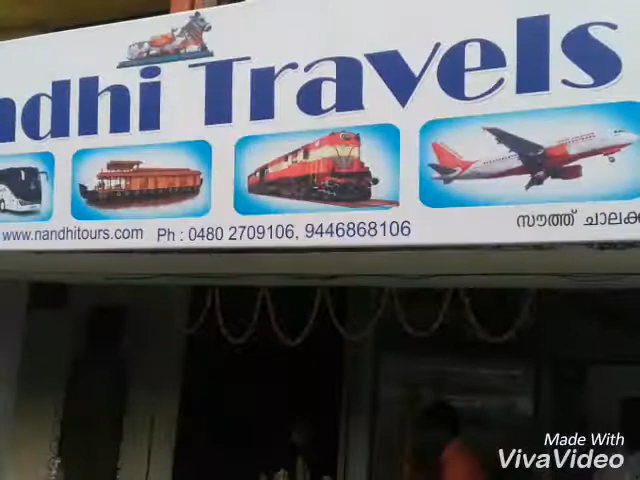 ndhi Travels
www.nandhitours.com Ph : 0480 2709106, 9446868106
സൗത്ത് ചാലക്
Made With
VivaVideo